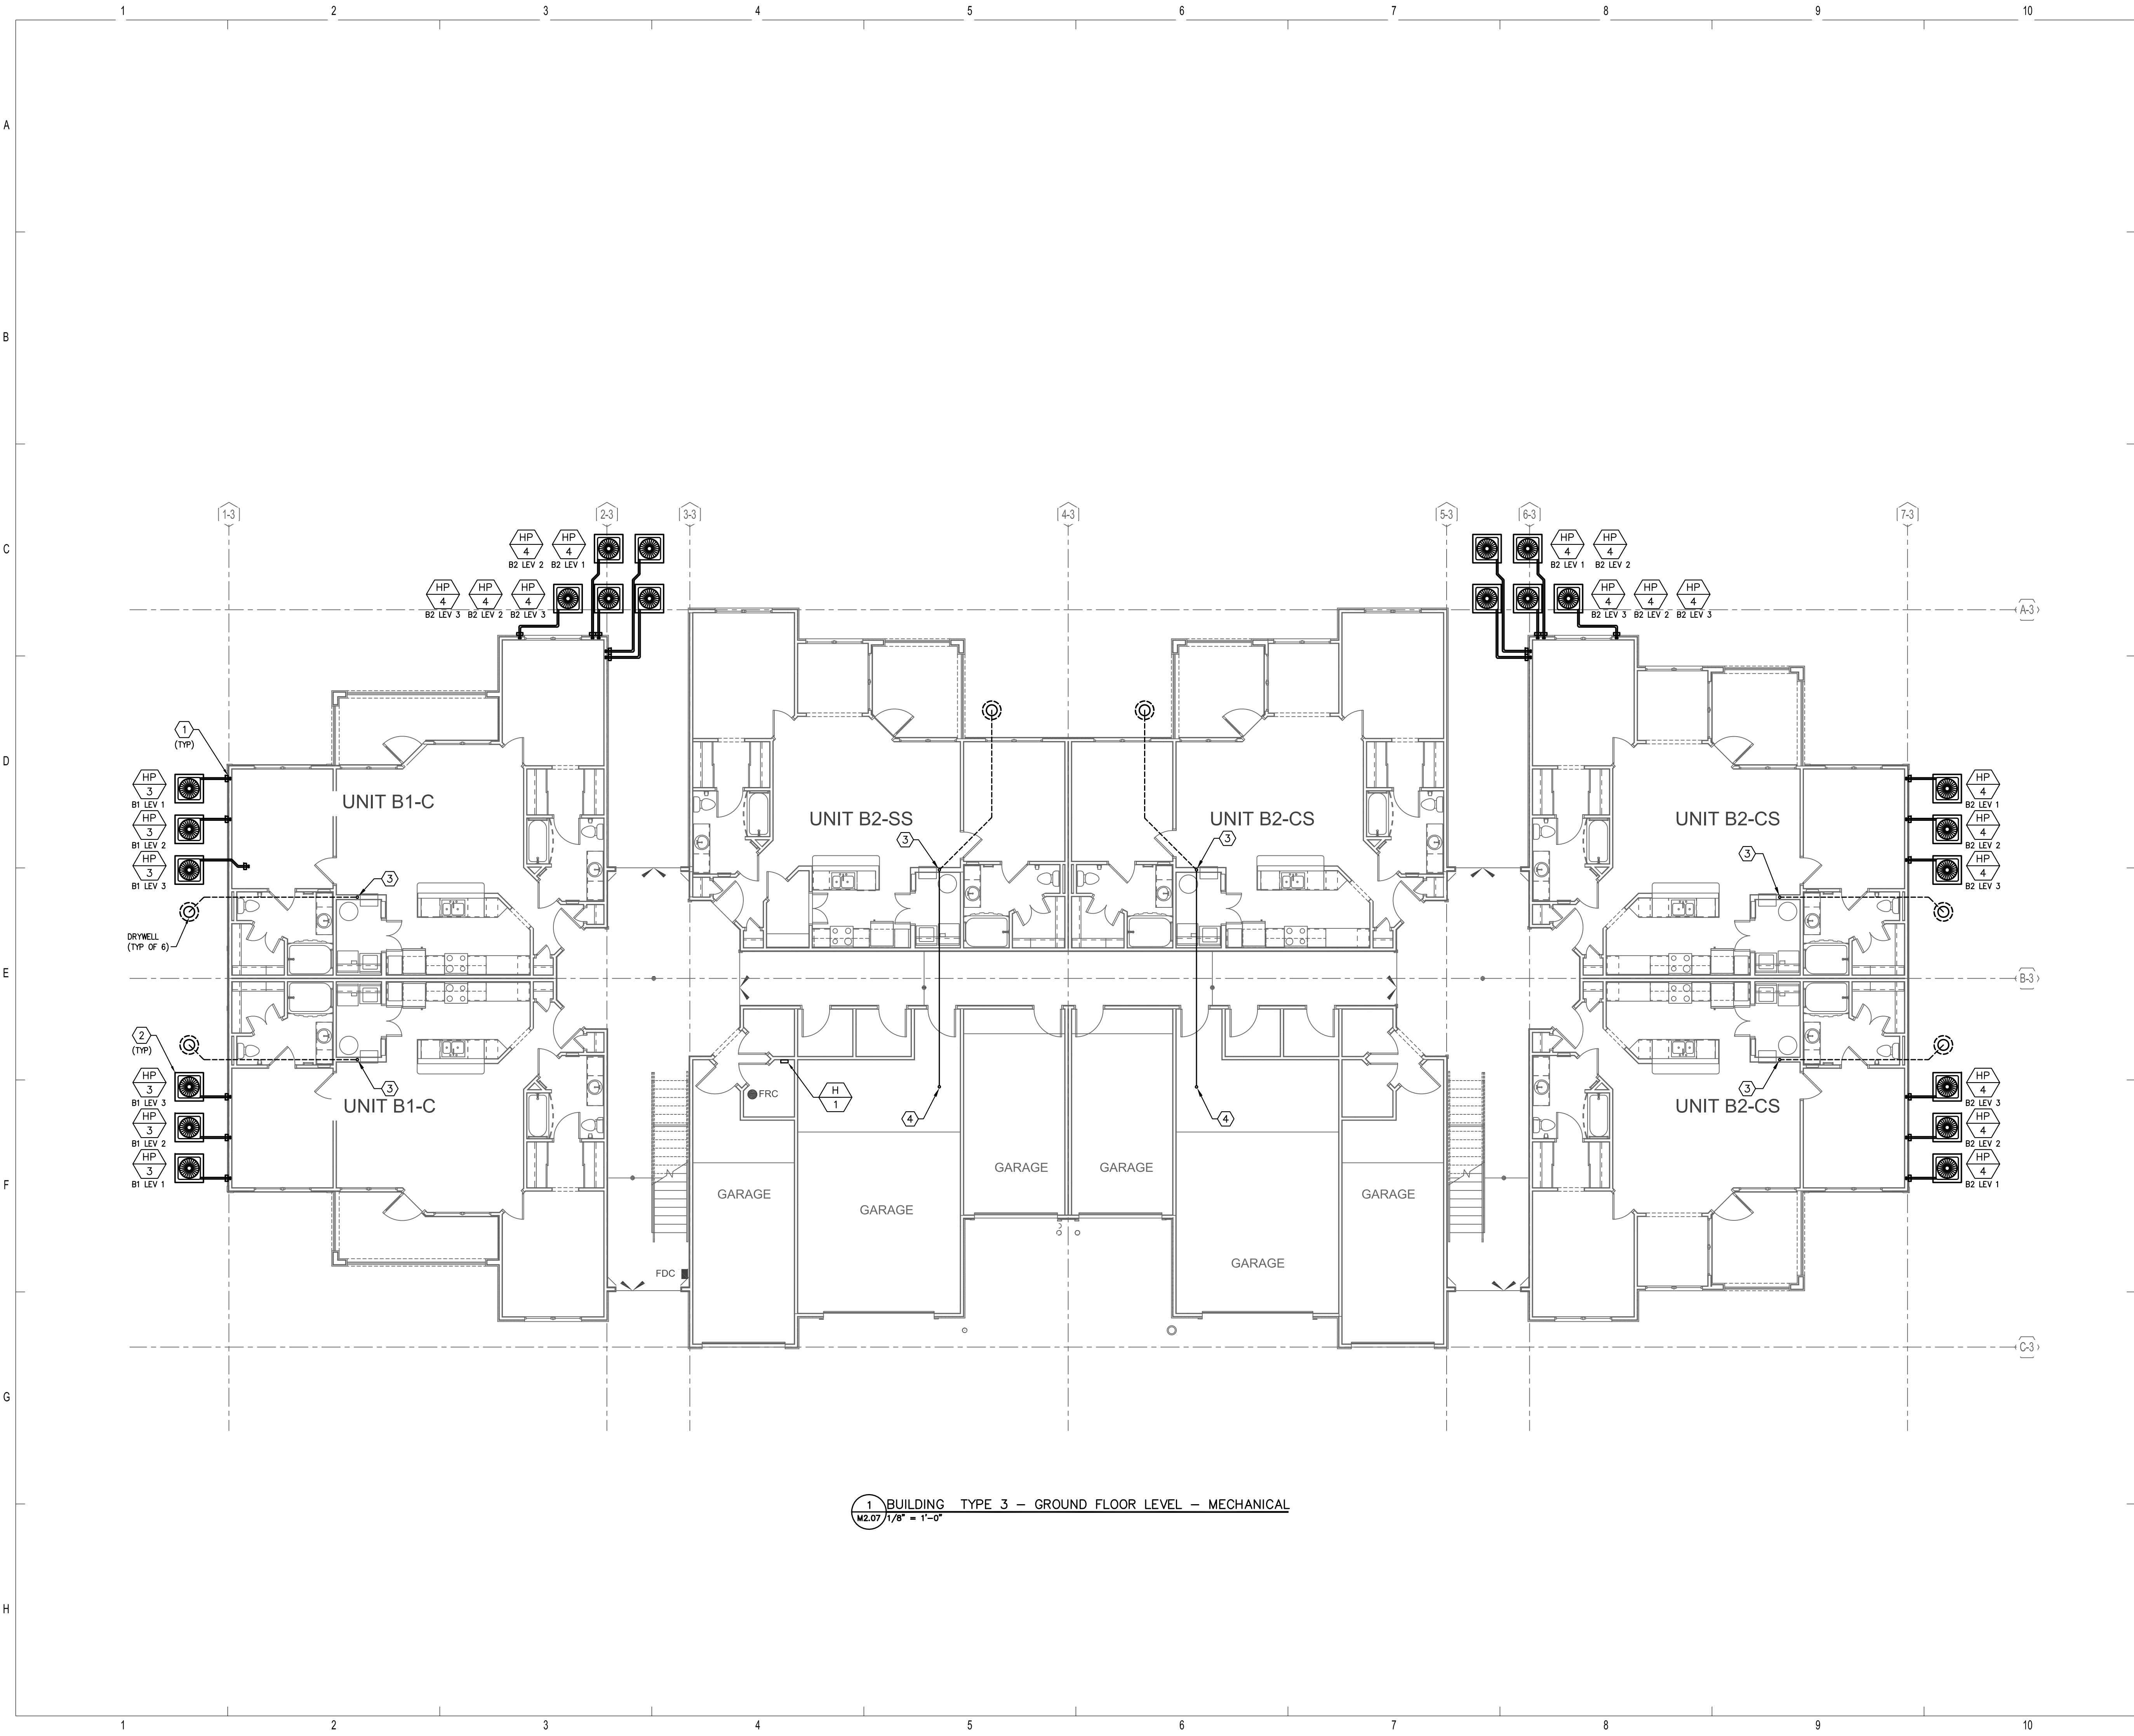 1 2 3 4 5 6 7 8 9 10
A
B
1-3 2-3 3-3 4-3 5-3 6-3 7-3
C
HP HP HP HP
4 4 4 4
B2 LEV 2 B2 LEV 1 B2 LEV 1 B2 LEV 2
HP HP HP HP HP HP
4 4 4 4 4 4
B2 LEV 3 B2 LEV 2 B2 LEV 3 B2 LEV 3 B2 LEV 2 B2 LEV 3
A-3
1
(TYP)
D
HP HP
3 4
B1 LEV 1 B2 LEV 1
UNIT B1-C UNIT B2-SS UNIT B2-CS UNIT B2-CS
HP HP
3 4
B1 LEV 2 B2 LEV 2
3 3 3
HP HP
3 4
B1 LEV 3 B2 LEV 3
3
DRYWELL
(TYP OF 6)
E
B-3
2
(TYP)
HP HP
3 4
B1 LEV 3 B2 LEV 3
3 3
FRC H
1
UNIT B1-C UNIT B2-CS
4 4
HP HP
3 4
B1 LEV 2 B2 LEV 2
HP HP
3 4
B1 LEV 1 B2 LEV 1
GARAGE GARAGE
F
GARAGE GARAGE
GARAGE
GARAGE
FDC
C-3
G
1 BUILDING TYPE 3 – GROUND FLOOR LEVEL – MECHANICAL
M2.07 1/8" = 1'-0"
H
1 2 3 4 5 6 7 8 9 10